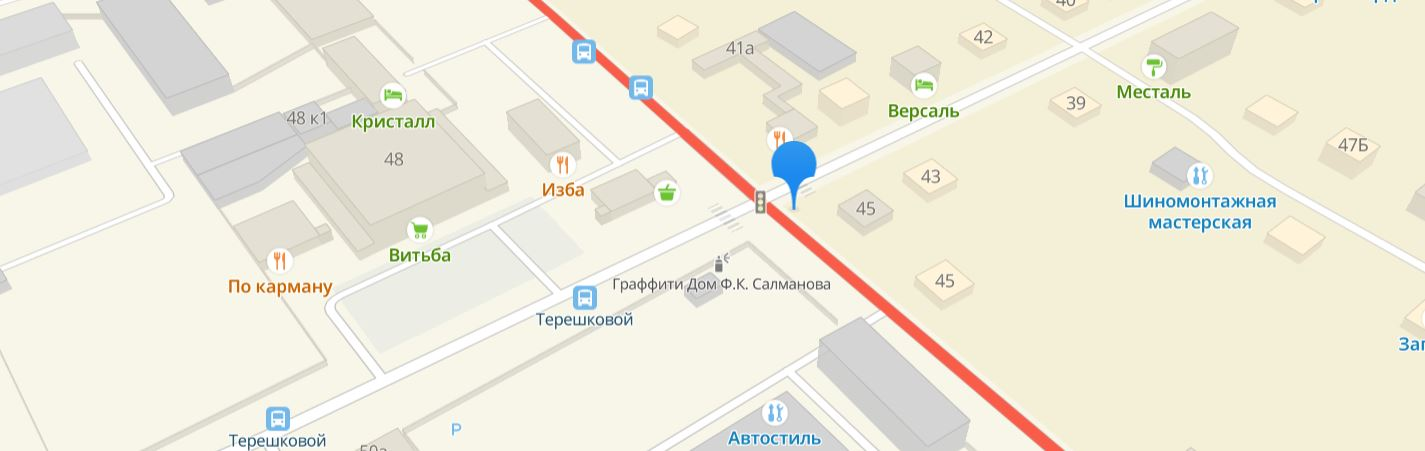 40
42
41а
Месталь
Версаль
39
48 к1
Кристалл
47Б
48
43
Изба
Шиномонтажная
мастерская
45
Витьба
По карману
Граффити Дом Ф.К. Салманова
45
Терешковой
Автостиль
Р
Терешковой